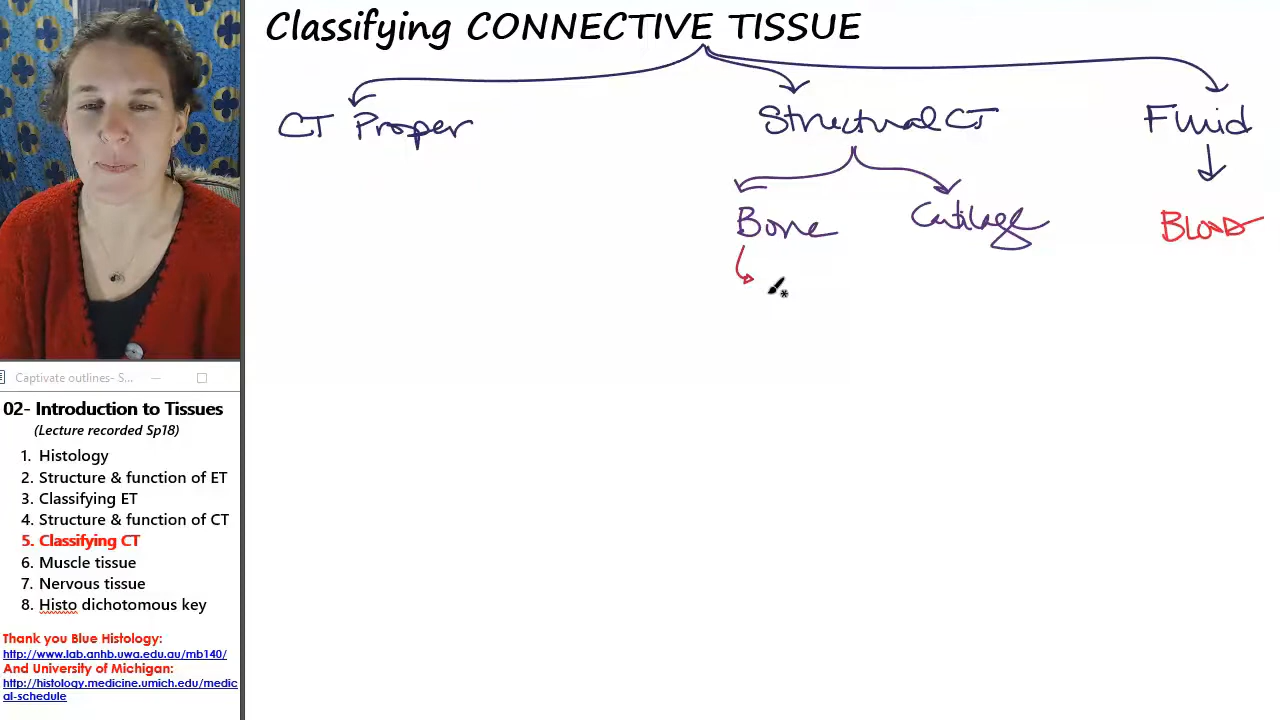 Classifying CONNECTIVE TISSUE
CT Proper
Structural CT
Fluid
Bone
Cartilage
Blood
Captivate outlines- S...
02- Introduction to Tissues
(Lecture recorded Sp18)
1. Histology
2. Structure & function of ET
3. Classifying ET
4. Structure & function of CT
5. Classifying CT
6. Muscle tissue
7. Nervous tissue
8. Histo dichotomous key
Thank you Blue Histology:
http://www.lab.anhb.uwa.edu.au/mb140/
And University of Michigan:
http://histology.medicine.umich.edu/medic
al-schedule